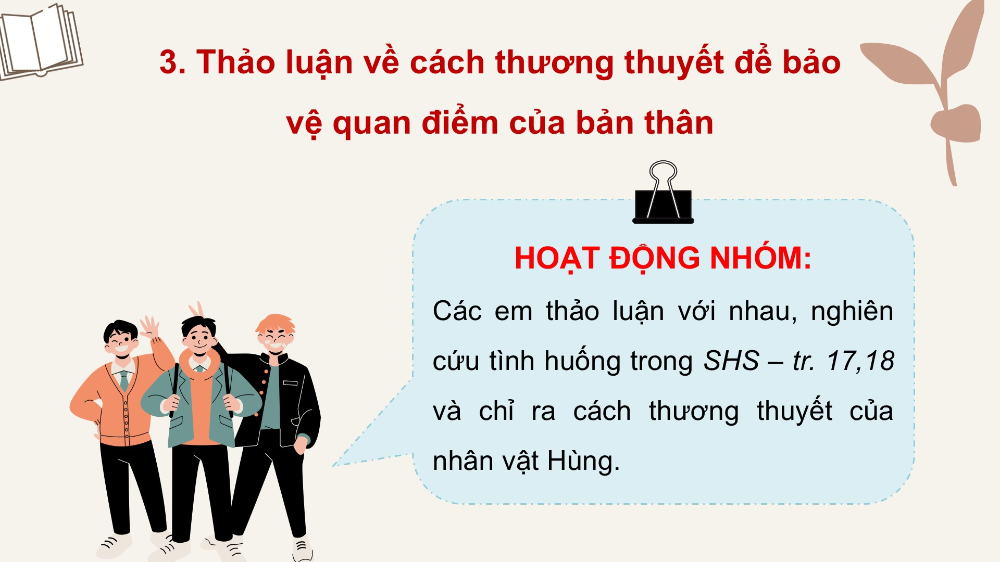 3. Thảo luận về cách thương thuyết để bảo
vệ quan điểm của bản thân
HOẠT ĐỘNG NHÓM:
Các em thảo luận với nhau, nghiên
cứu tình huống trong SHS – tr. 17,18
và chỉ ra cách thương thuyết của
nhân vật Hùng.